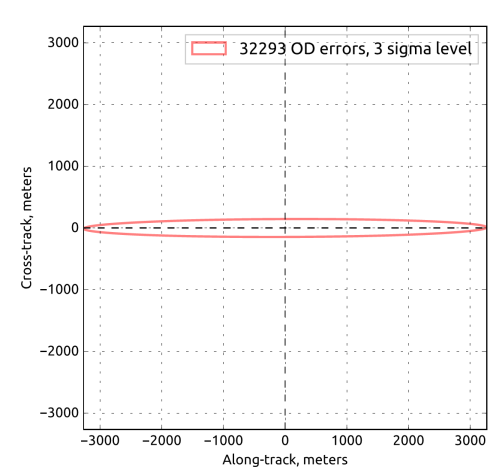 32293 OD errors, 3 sigma level
3000
2000
1000
0
−1000
−2000
−3000
Cross-track, meters
−3000 −2000 −1000 0 1000 2000 3000
Along-track, meters